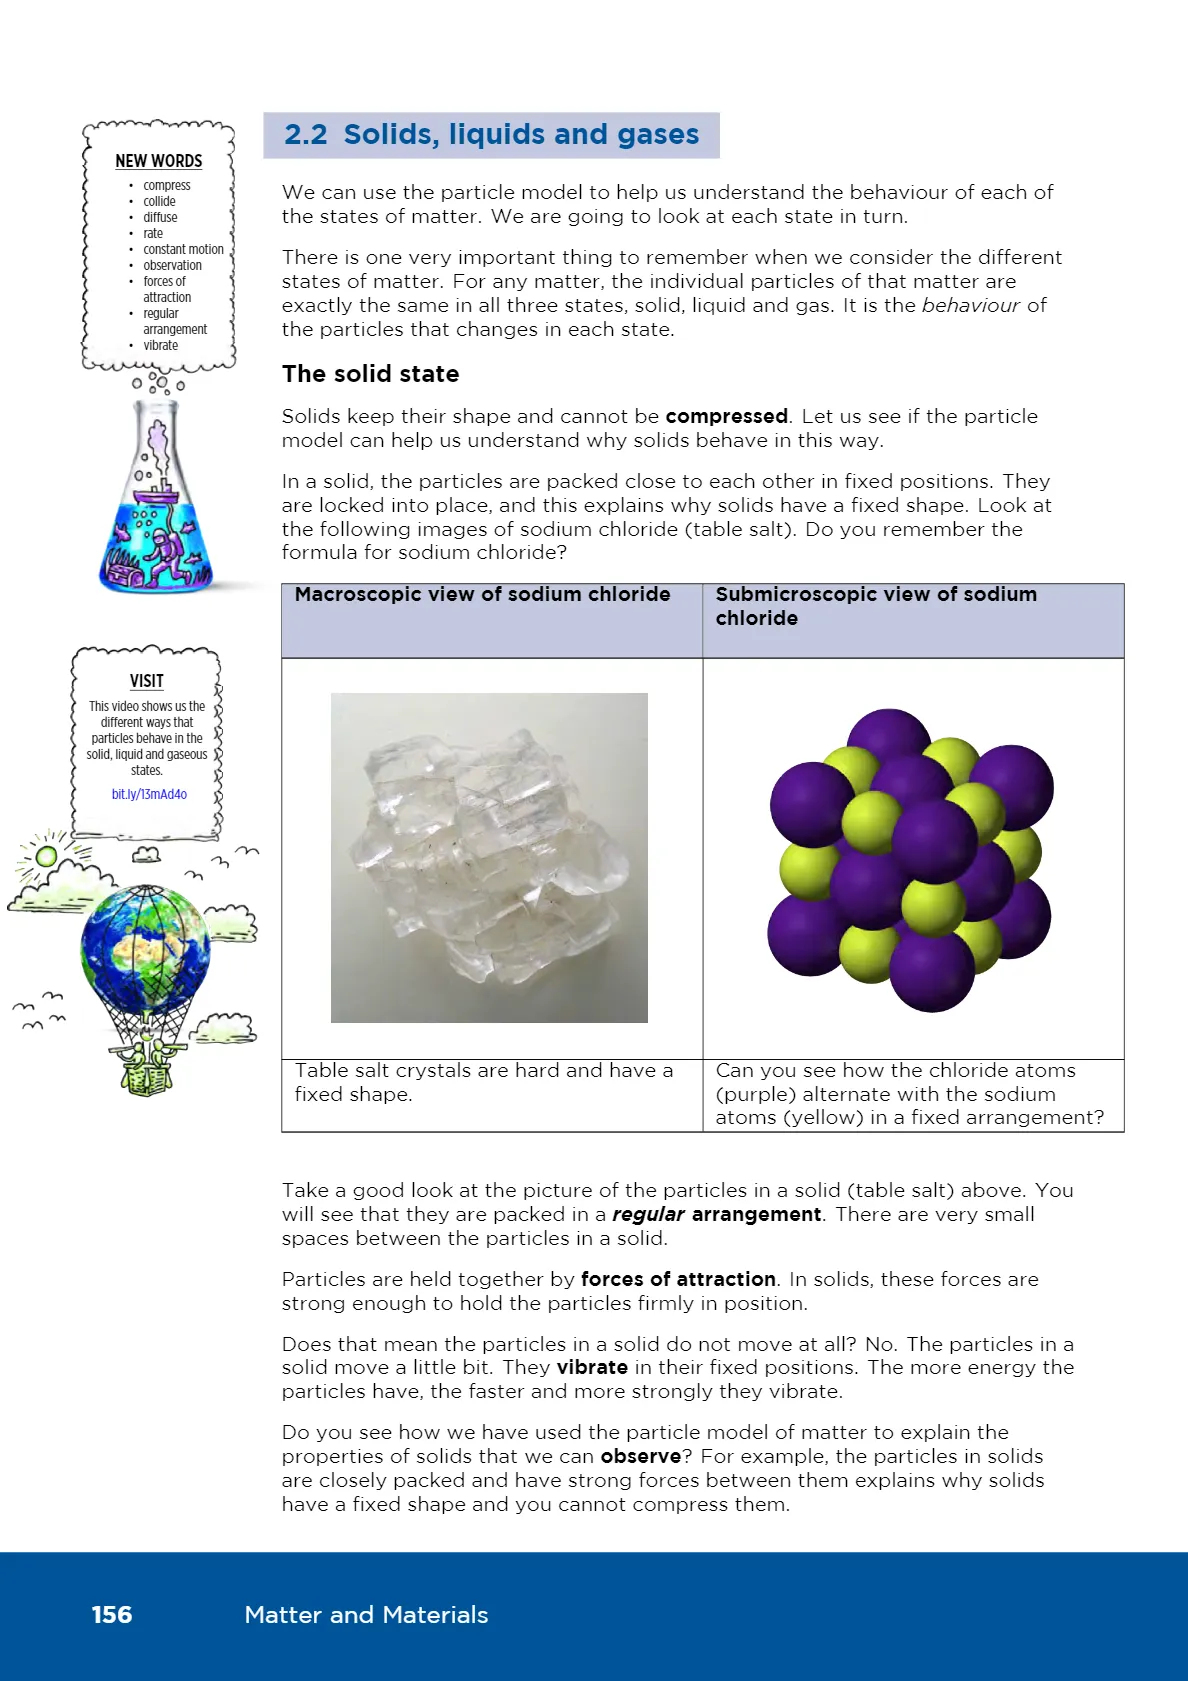 NEW WORDS
• compress
• collide
• diffuse
• rate
• constant motion
• observation
• forces of
attraction
• regular
arrangement
• vibrate
VISIT
This video shows us the
different ways that
particles behave in the
solid, liquid and gaseous
states.
bit.ly/13mAd4o
2.2 Solids, liquids and gases
We can use the particle model to help us understand the behaviour of each of
the states of matter. We are going to look at each state in turn.
There is one very important thing to remember when we consider the different
states of matter. For any matter, the individual particles of that matter are
exactly the same in all three states, solid, liquid and gas. It is the behaviour of
the particles that changes in each state.
The solid state
Solids keep their shape and cannot be compressed. Let us see if the particle
model can help us understand why solids behave in this way.
In a solid, the particles are packed close to each other in fixed positions. They
are locked into place, and this explains why solids have a fixed shape. Look at
the following images of sodium chloride (table salt). Do you remember the
formula for sodium chloride?
Macroscopic view of sodium chloride
Submicroscopic view of sodium
chloride
Table salt crystals are hard and have a
fixed shape.
Can you see how the chloride atoms
(purple) alternate with the sodium
atoms (yellow) in a fixed arrangement?
Take a good look at the picture of the particles in a solid (table salt) above. You
will see that they are packed in a regular arrangement. There are very small
spaces between the particles in a solid.
Particles are held together by forces of attraction. In solids, these forces are
strong enough to hold the particles firmly in position.
Does that mean the particles in a solid do not move at all? No. The particles in a
solid move a little bit. They vibrate in their fixed positions. The more energy the
particles have, the faster and more strongly they vibrate.
Do you see how we have used the particle model of matter to explain the
properties of solids that we can observe? For example, the particles in solids
are closely packed and have strong forces between them explains why solids
have a fixed shape and you cannot compress them.
156 Matter and Materials